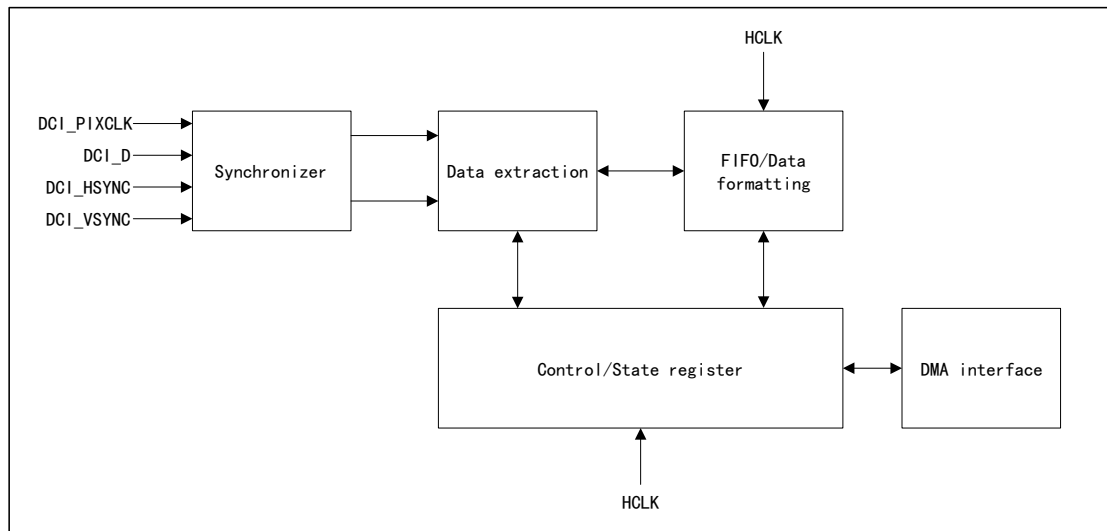 HCLK
DCI_PIXCLK
DCI_D
DCI_HSYNC
DCI_VSYNC
Synchronizer
Data extraction
FIFO/Data
formatting
Control/State register
DMA interface
HCLK